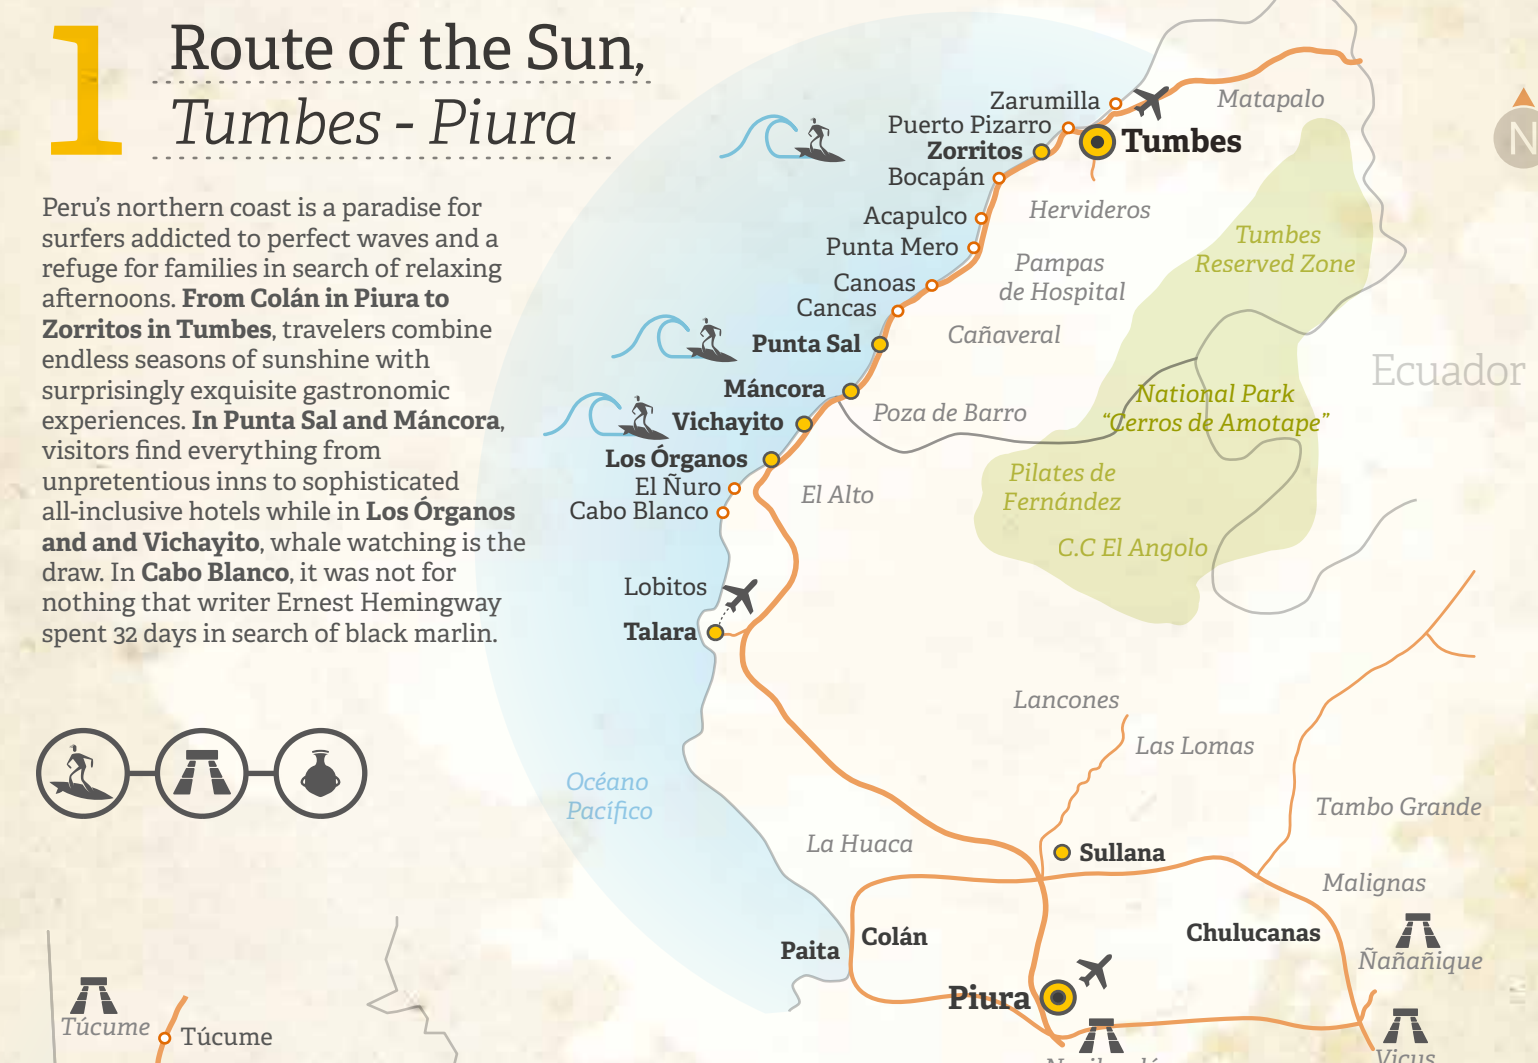 1
Route of the Sun,
Tumbes - Piura
Peru's northern coast is a paradise for
surfers addicted to perfect waves and a
refuge for families in search of relaxing
afternoons. From Colán in Piura to
Zorritos in Tumbes, travelers combine
endless seasons of sunshine with
surprisingly exquisite gastronomic
experiences. In Punta Sal and Máncora,
visitors find everything from
unpretentious inns to sophisticated
all-inclusive hotels while in Los Órganos
and and Vichayito, whale watching is the
draw. In Cabo Blanco, it was not for
nothing that writer Ernest Hemingway
spent 32 days in search of black marlin.
Zarumilla
Matapalo
Puerto Pizarro
N
Tumbes
Zorritos
Bocapán
Hervideros
Acapulco
Tumbes
Reserved Zone
Punta Mero
Pampas
de Hospital
Canoas
Cancas
Cañaveral
Punta Sal
Ecuador
Máncora
National Park
"Cerros de Amotape"
Poza de Barro
Vichayito
Los Órganos
Pilates de
Fernández
El Ñuro
El Alto
Cabo Blanco
C.C El Angolo
Lobitos
Talara
Lancones
Las Lomas
Océano
Pacífico
Tambo Grande
La Huaca
Sullana
Malignas
Chulucanas
Colán
Paita
Ñañañique
Piura
Túcume
Túcume
Vicus